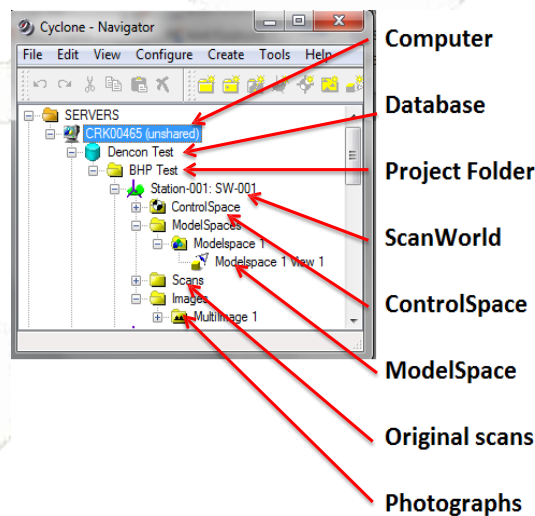 Cyclone - Navigator
File Edit View Configure Create Tools Help
SERVERS
CRK00465 (unshared)
Dencon Test
BHP Test
Station-001: SW-001
ControlSpace
ModelSpaces
Modelspace 1
Modelspace 1 View 1
Scans
Images
MultiImage 1
Computer
Database
Project Folder
ScanWorld
ControlSpace
ModelSpace
Original scans
Photographs